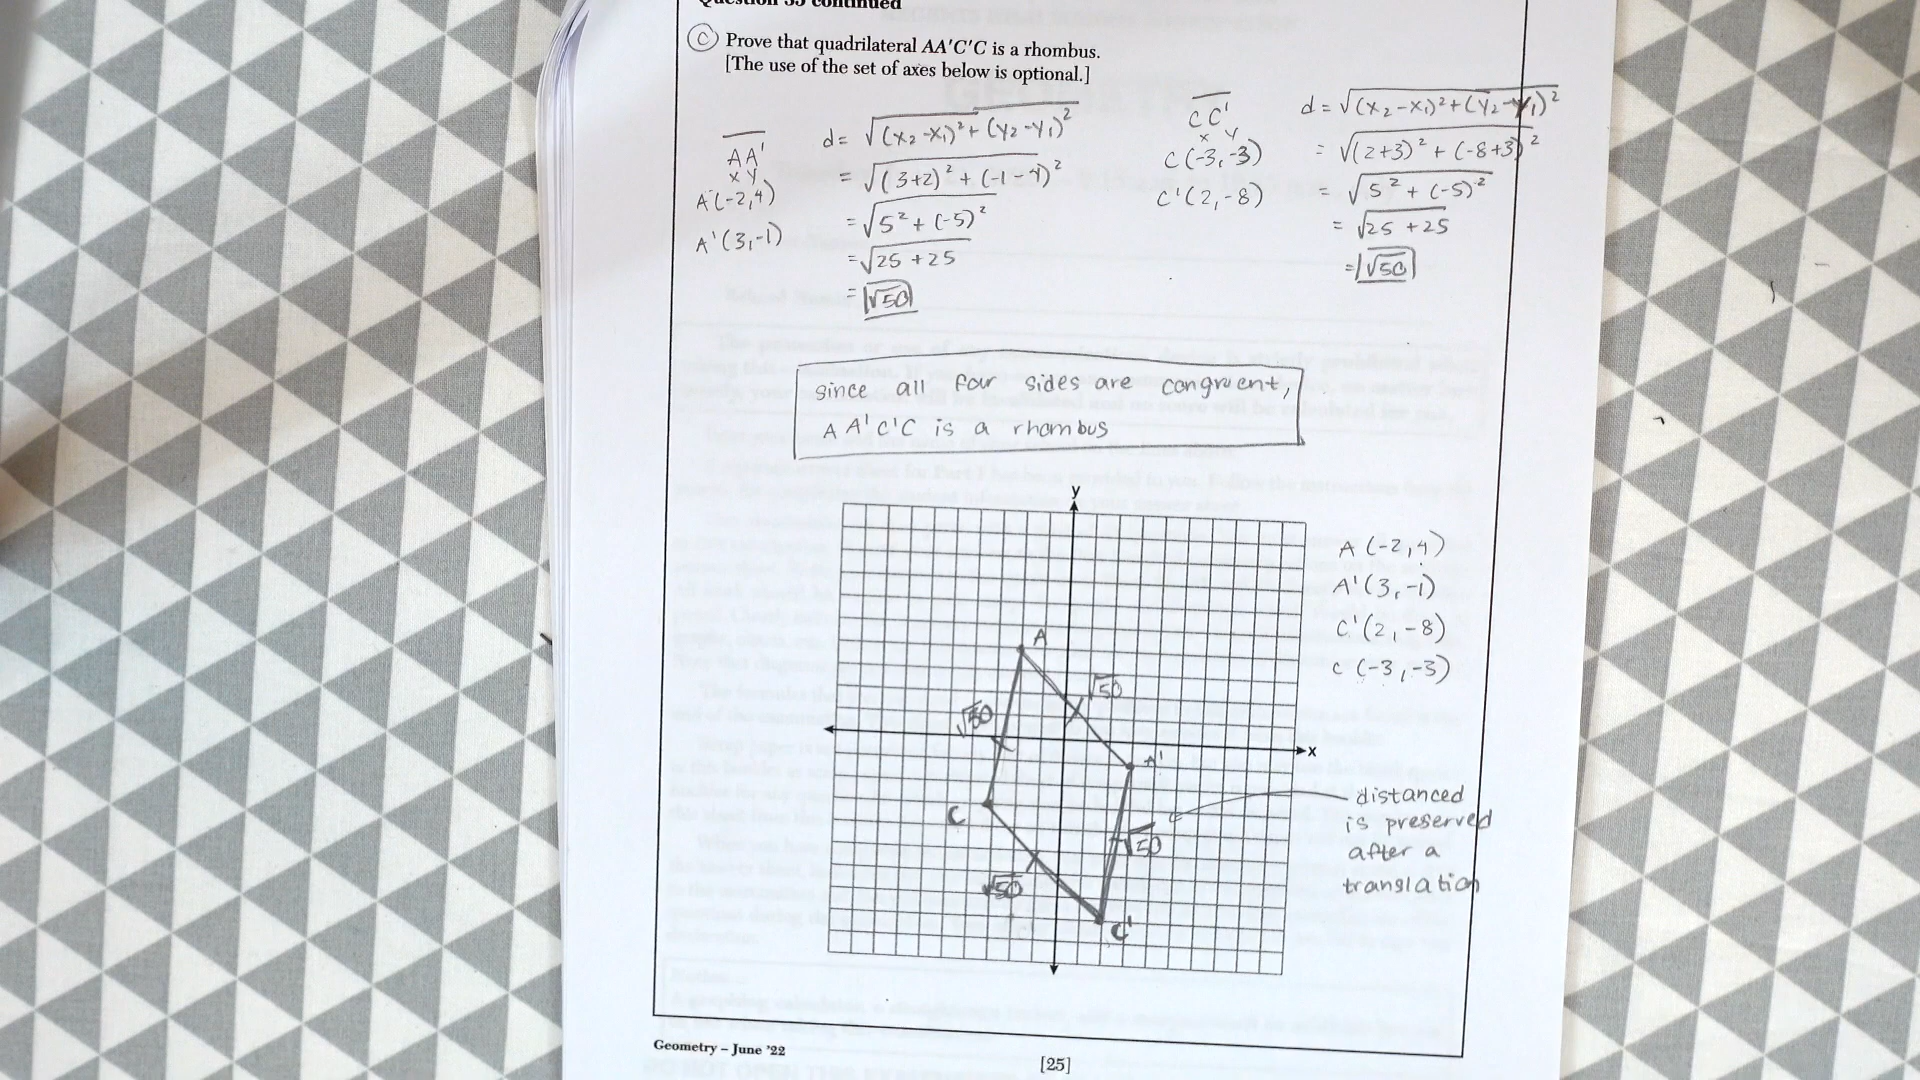 Question 35 continued
C Prove that quadrilateral AA'C'C is a rhombus.
[The use of the set of axes below is optional.]
AA'
x y
A(-2,4)
A'(3,-1)
d= √(x₂-x₁)²+(y₂-y₁)²
= √(3+2)²+(-1-4)²
= √5²+(-5)²
= √25+25
= √50
CC'
x y
C(-3,-3)
C'(2,-8)
d= √(x₂-x₁)²+(y₂-y₁)²
= √(2+3)²+(-8+3)²
= √5²+(-5)²
= √25+25
= √50
since all four sides are congruent,
AA'C'C is a rhombus
y
A(-2,4)
A'(3,-1)
C'(2,-8)
C(-3,-3)
A
√50
√50
x
A'
C
√50
√50
C'
distanced
is preserved
after a
translation
Geometry – June '22
[25]